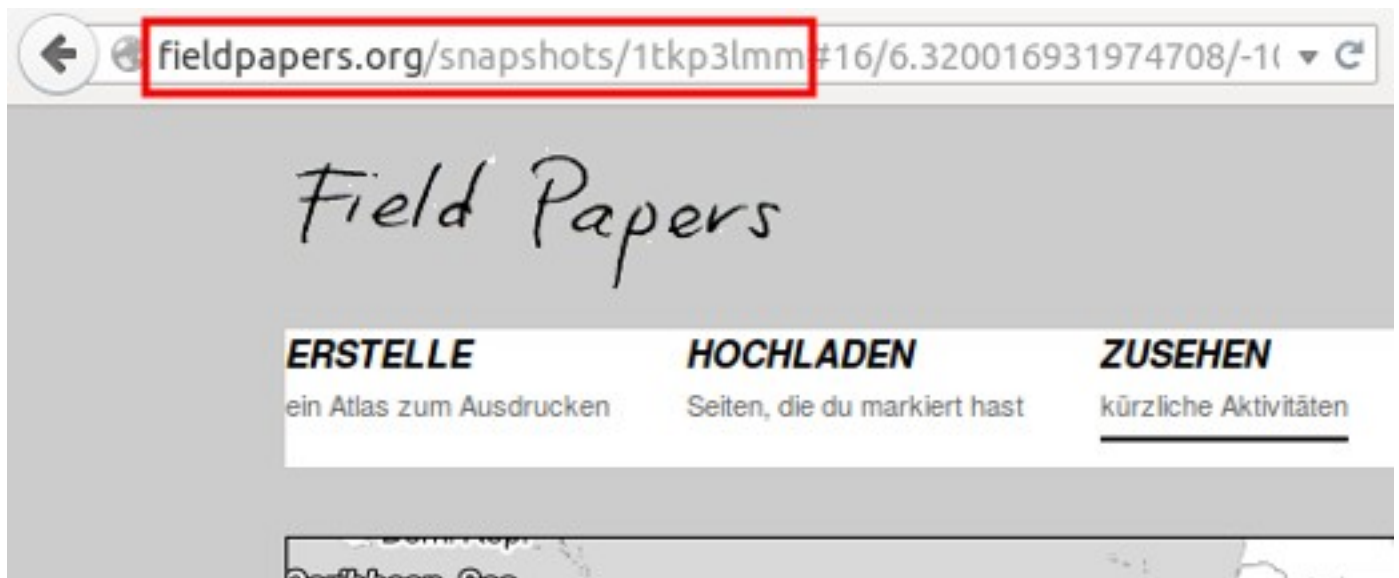 fieldpapers.org/snapshots/1tkp3lmm#16/6.320016931974708/-1
Field Papers
ERSTELLE HOCHLADEN ZUSEHEN
ein Atlas zum Ausdrucken Seiten, die du markiert hast kürzliche Aktivitäten